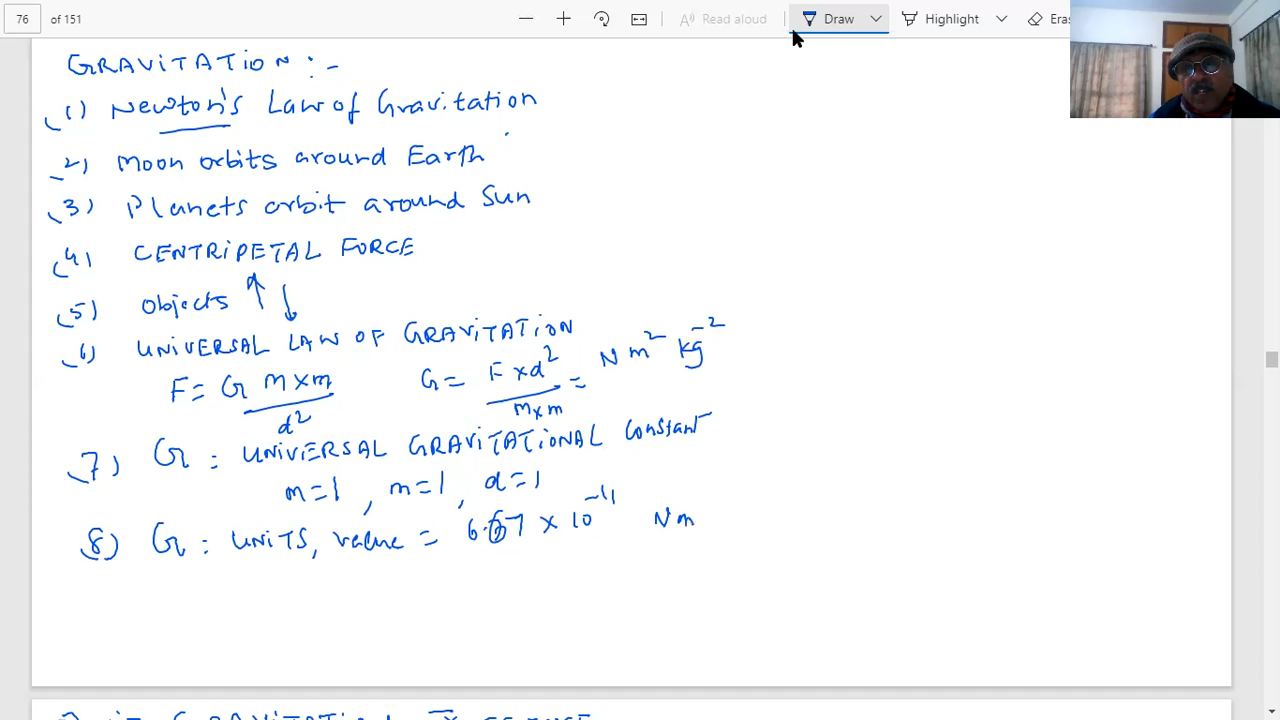 76 of 151 Read aloud Draw Highlight Eras
GRAVITATION :-
(1) Newton's Law of Gravitation
(2) Moon orbits around Earth
(3) Planets orbit around Sun
(4) CENTRIPETAL FORCE
(5) Objects ↑ ↓
(6) UNIVERSAL LAW OF GRAVITATION
F = G M×m / d² G = F×d² / m×m = N m² kg⁻²
(7) G : UNIVERSAL GRAVITATIONAL constant
m=1, m=1, d=1
(8) G : UNITS, value = 6.67 × 10⁻¹¹ Nm